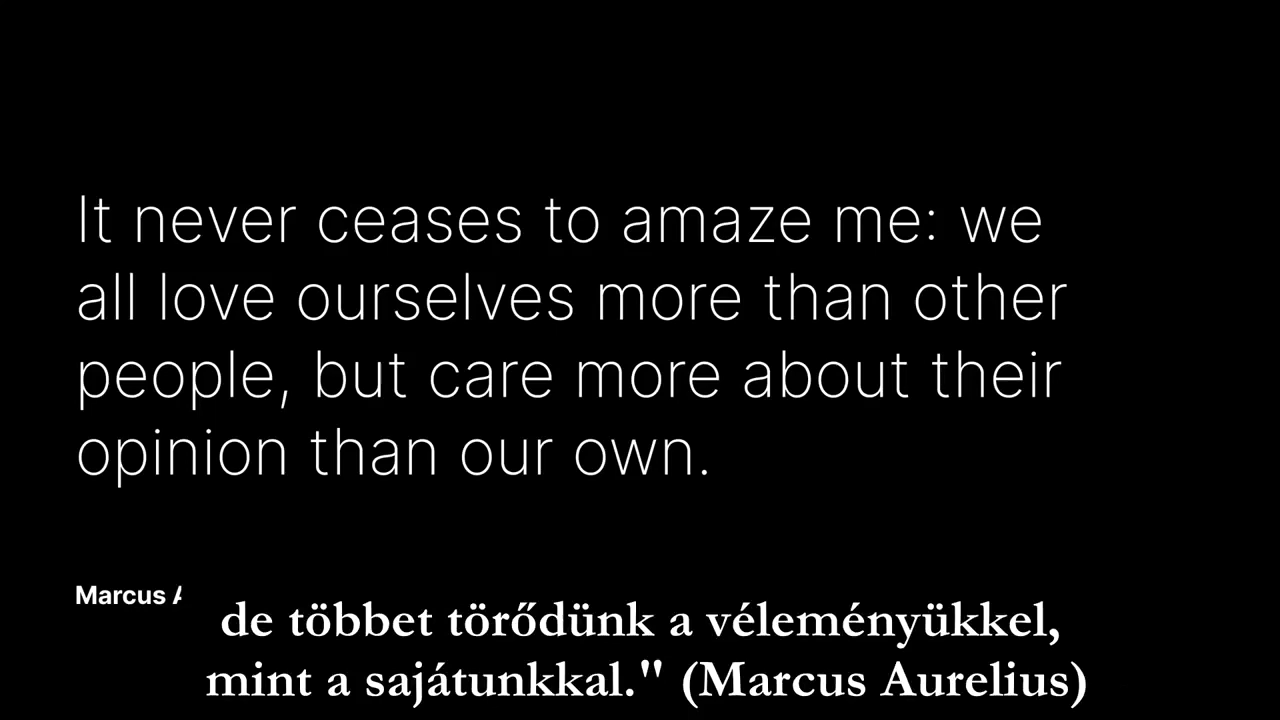 It never ceases to amaze me: we
all love ourselves more than other
people, but care more about their
opinion than our own.
Marcus
de többet törődünk a véleményükkel,
mint a sajátunkkal." (Marcus Aurelius)